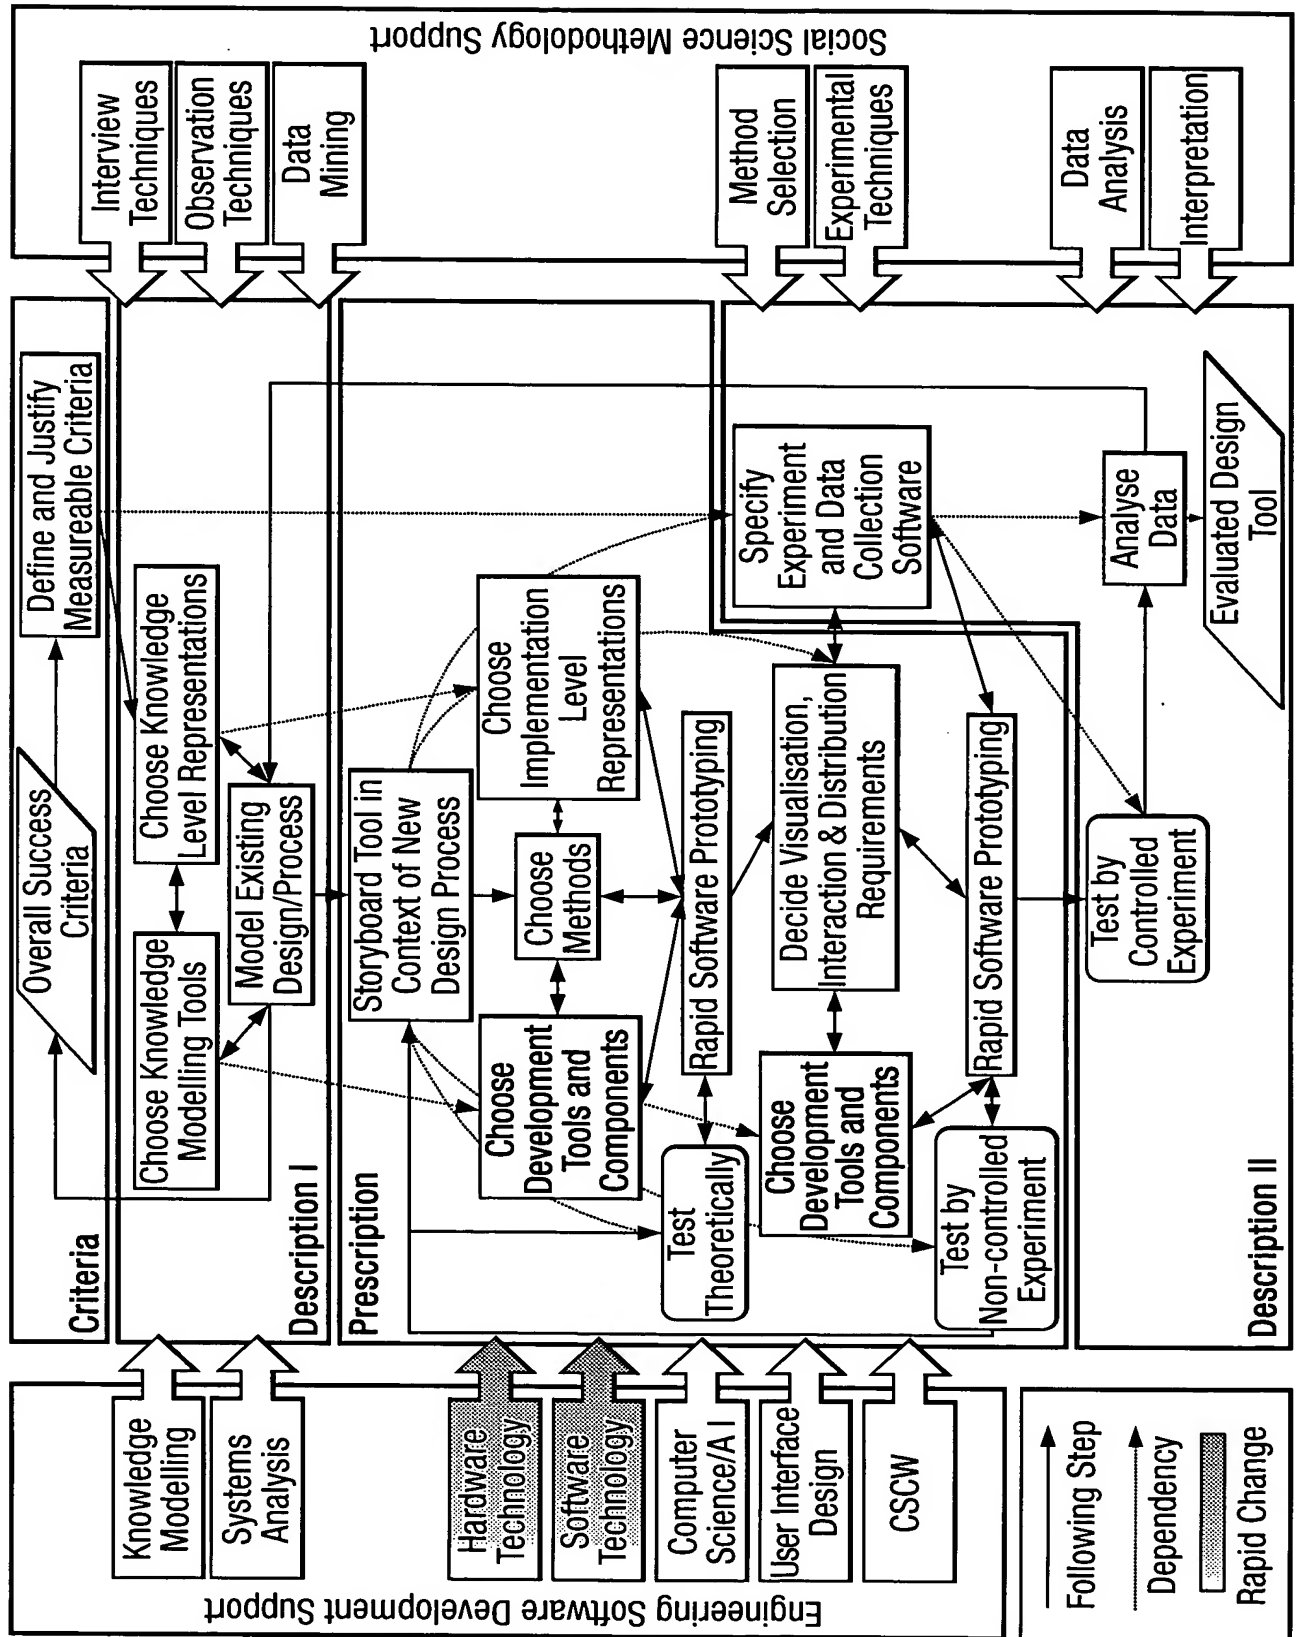 Engineering Software Development Support
Knowledge
Modelling
Systems
Analysis
Hardware
Technology
Software
Technology
Computer
Science/A I
User Interface
Design
CSCW
Following Step
Dependency
Rapid Change
Criteria
Overall Success
Criteria
Define and Justify
Measureable Criteria
Description I
Choose Knowledge
Modelling Tools
Choose Knowledge
Level Representations
Model Existing
Design/Process
Prescription
Storyboard Tool in
Context of New
Design Process
Choose
Development
Tools and
Components
Choose
Methods
Choose
Implementation
Level
Representations
Test
Theoretically
Rapid Software Prototyping
Choose
Development
Tools and
Components
Decide Visualisation,
Interaction & Distribution
Requirements
Specify
Experiment
and Data
Collection
Software
Test by
Non-controlled
Experiment
Rapid Software Prototyping
Description II
Test by
Controlled
Experiment
Analyse
Data
Evaluated Design
Tool
Social Science Methodology Support
Interview
Techniques
Observation
Techniques
Data
Mining
Method
Selection
Experimental
Techniques
Data
Analysis
Interpretation